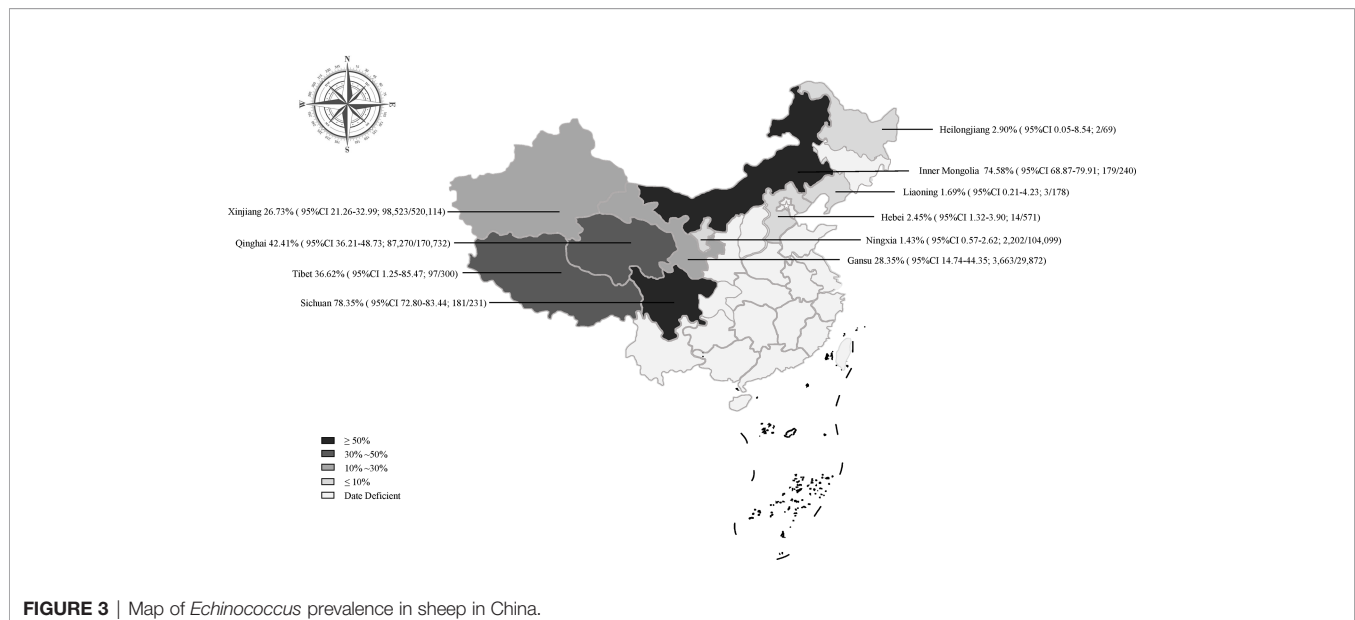 N
W
E
S
Heilongjiang 2.90% ( 95%CI 0.05-8.54; 2/69)
Inner Mongolia 74.58% ( 95%CI 68.87-79.91; 179/240)
Liaoning 1.69% ( 95%CI 0.21-4.23; 3/178)
Xinjiang 26.73% ( 95%CI 21.26-32.99; 98,523/520,114)
Hebei 2.45% ( 95%CI 1.32-3.90; 14/571)
Qinghai 42.41% ( 95%CI 36.21-48.73; 87,270/170,732)
Ningxia 1.43% ( 95%CI 0.57-2.62; 2,202/104,099)
Gansu 28.35% ( 95%CI 14.74-44.35; 3,663/29,872)
Tibet 36.62% ( 95%CI 1.25-85.47; 97/300)
Sichuan 78.35% ( 95%CI 72.80-83.44; 181/231)
≥ 50%
30% ~50%
10% ~30%
≤ 10%
Date Deficient
FIGURE 3 | Map of Echinococcus prevalence in sheep in China.